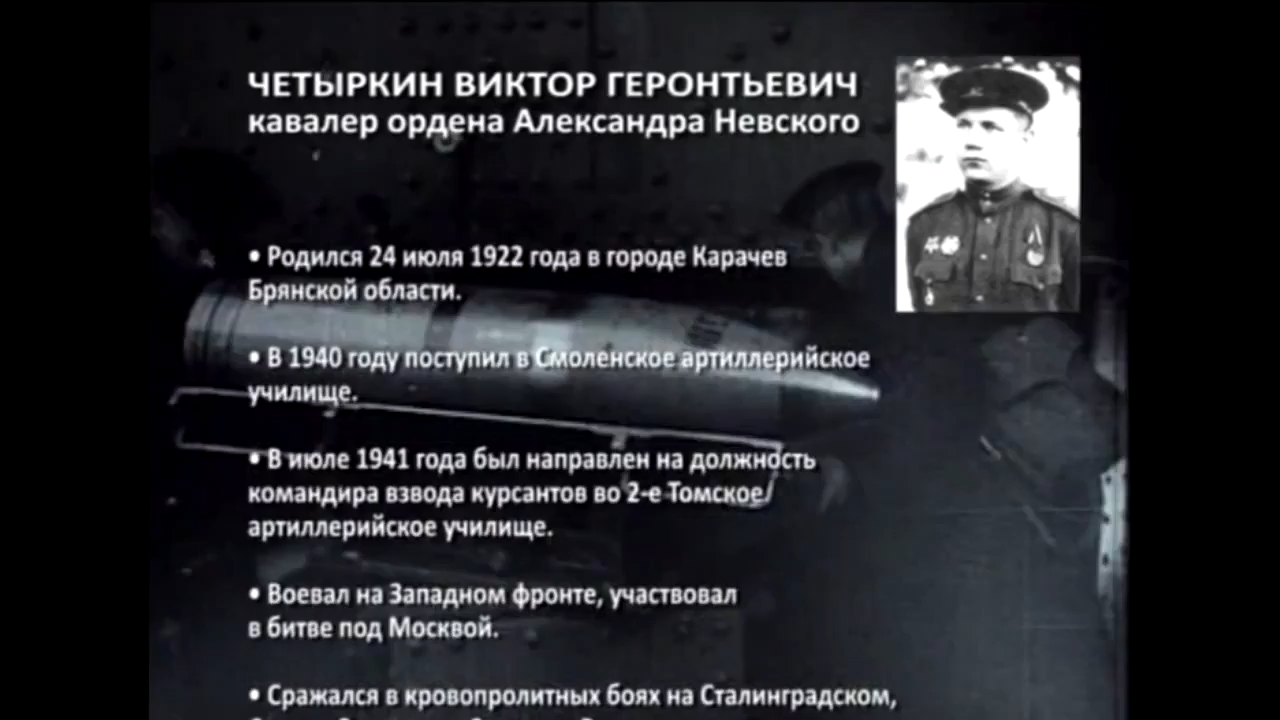 ЧЕТЫРКИН ВИКТОР ГЕРОНТЬЕВИЧ
кавалер ордена Александра Невского
• Родился 24 июля 1922 года в городе Карачев
Брянской области.
• В 1940 году поступил в Смоленское артиллерийское
училище.
• В июле 1941 года был направлен на должность
командира взвода курсантов во 2-е Томское
артиллерийское училище.
• Воевал на Западном фронте, участвовал
в битве под Москвой.
• Сражался в кровопролитных боях на Сталинградском,